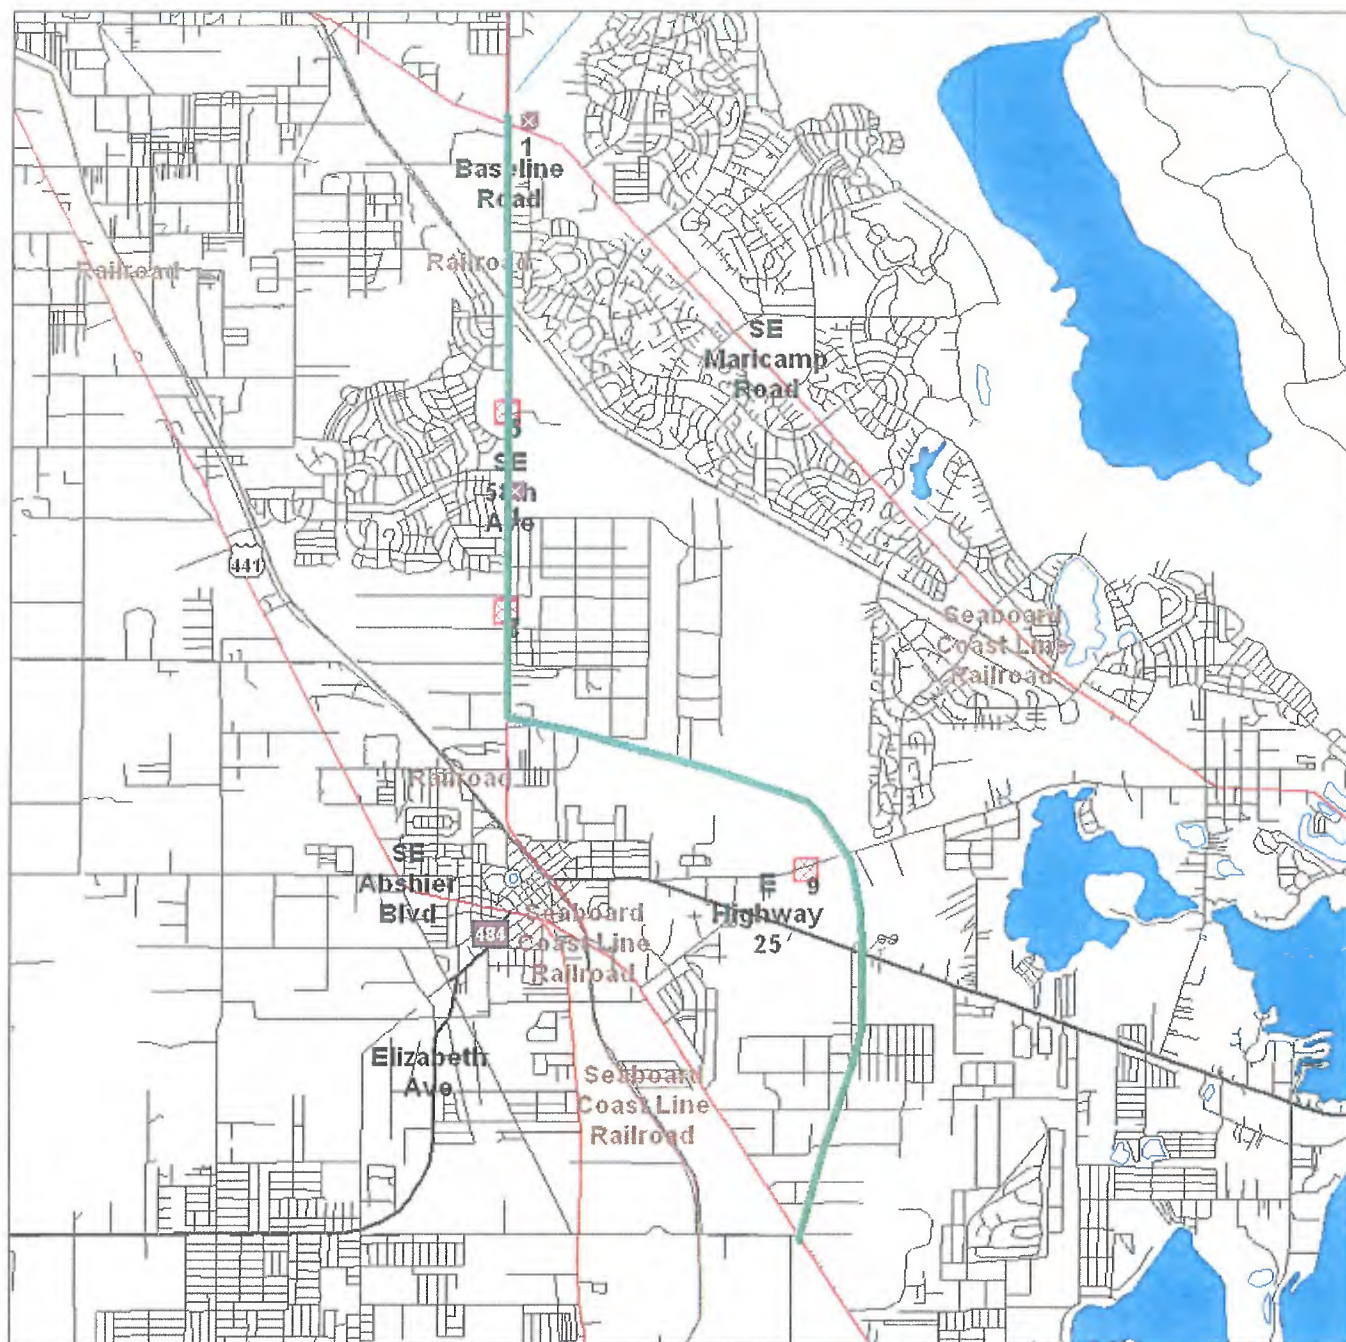 1
Baseline
Road
Railroad
Railroad
SE
Maricamp
Road
SE
58th
Ave
441
Seaboard
Coast Line
Railroad
Railroad
SE
Abshier
Blvd
484
Seaboard
Coast Line
Railroad
9
Highway
25
Elizabeth
Ave
Seaboard
Coast Line
Railroad